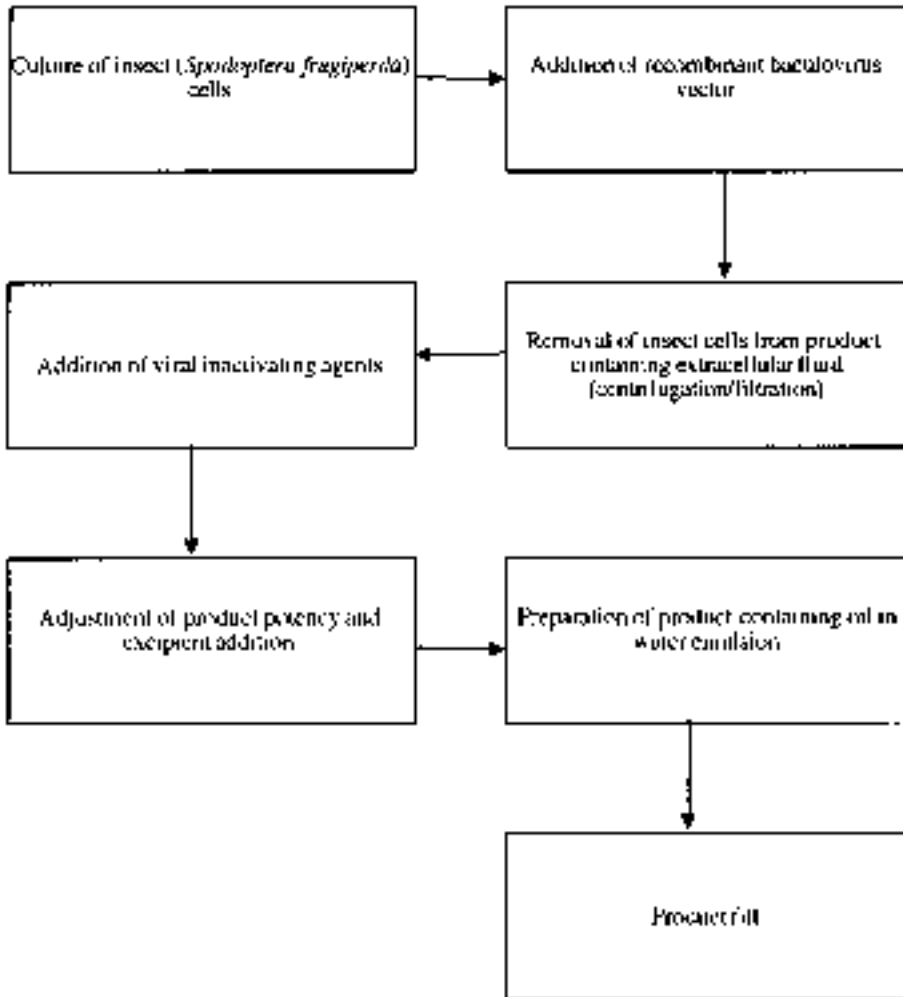 Culture of insect (Spodoptera frugiperda)
cells
Addition of recombinant baculovirus
vector
Removal of insect cells from product
containing extracellular fluid
(centrifugation/filtration)
Addition of viral inactivating agents
Adjustment of product potency and
excipient addition
Preparation of product containing oil in
water emulsion
Product fill